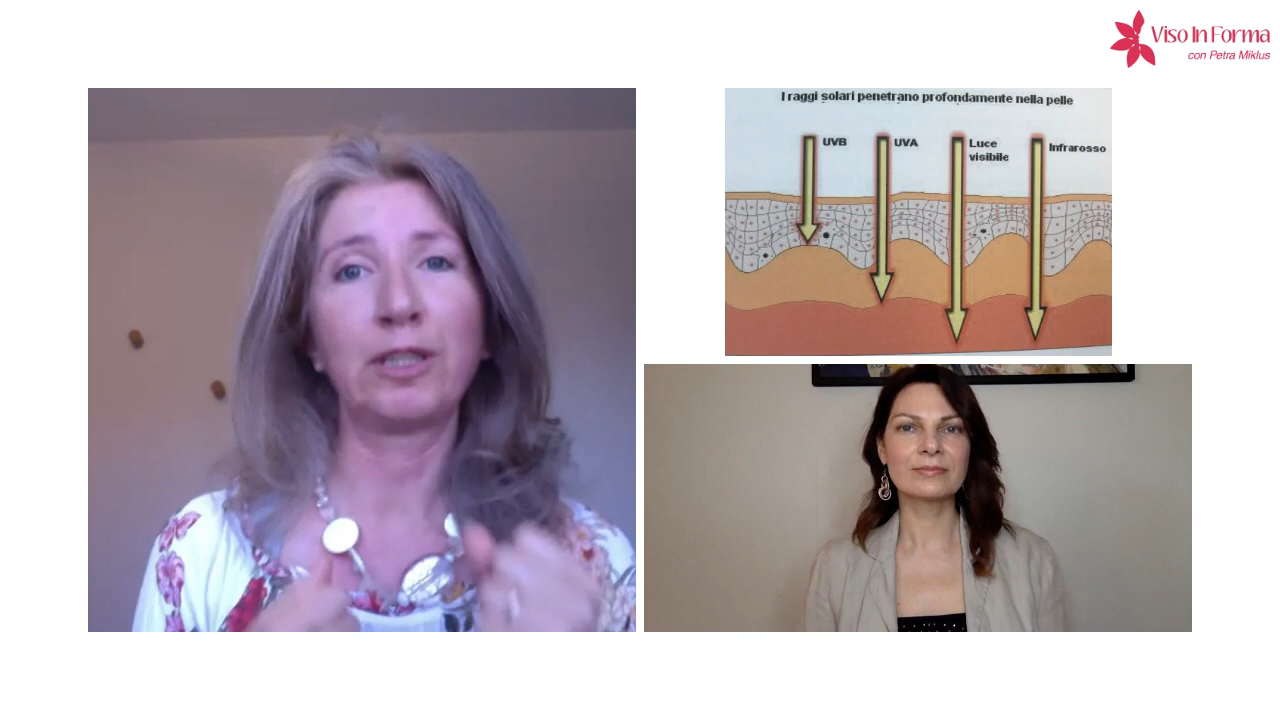 Viso In Forma
con Petra Miklus
I raggi solari penetrano profondamente nella pelle
UVB
UVA
Luce
visibile
Infrarosso